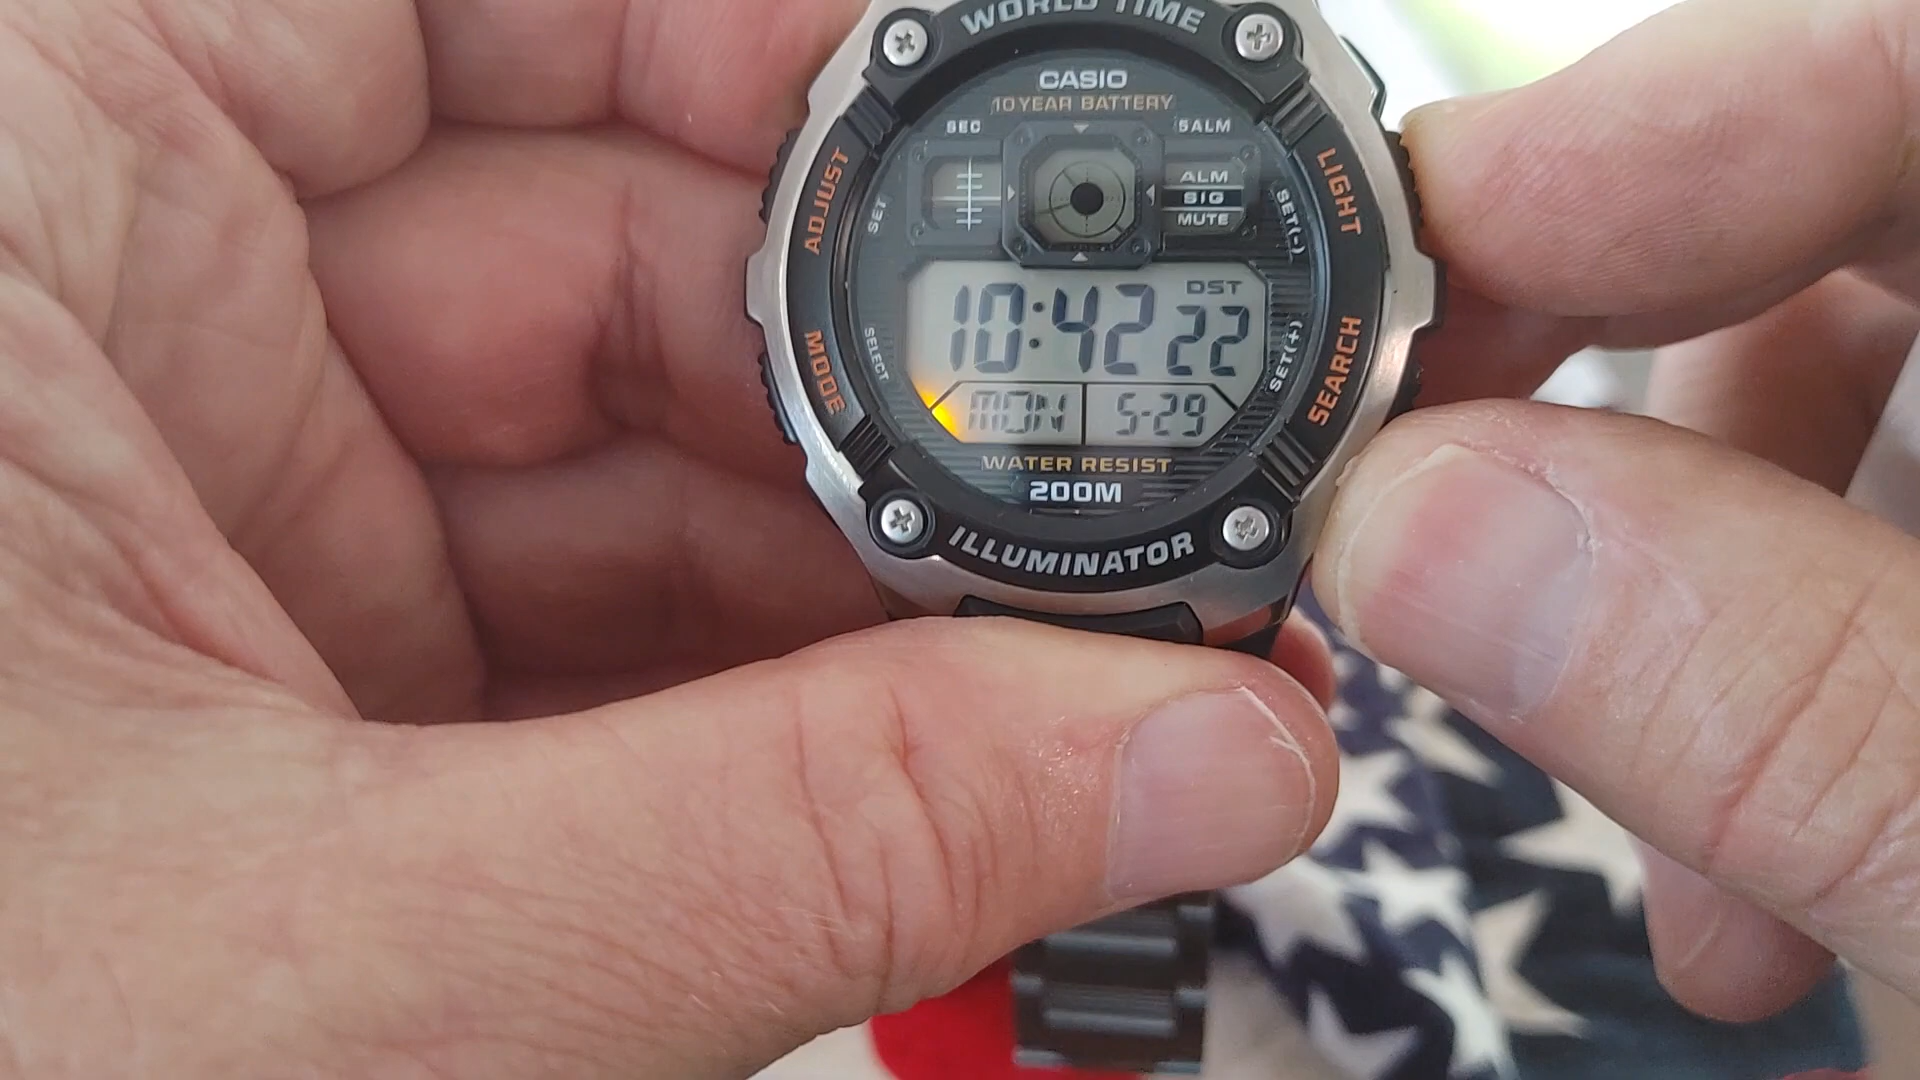 WORLD TIME
CASIO
10 YEAR BATTERY
SEC
5ALM
ADJUST
SET
ALM
SIG
MUTE
SET(-)
LIGHT
DST
10:42 22
MODE
SELECT
SET(+)
SEARCH
MON
5-29
WATER RESIST
200M
ILLUMINATOR